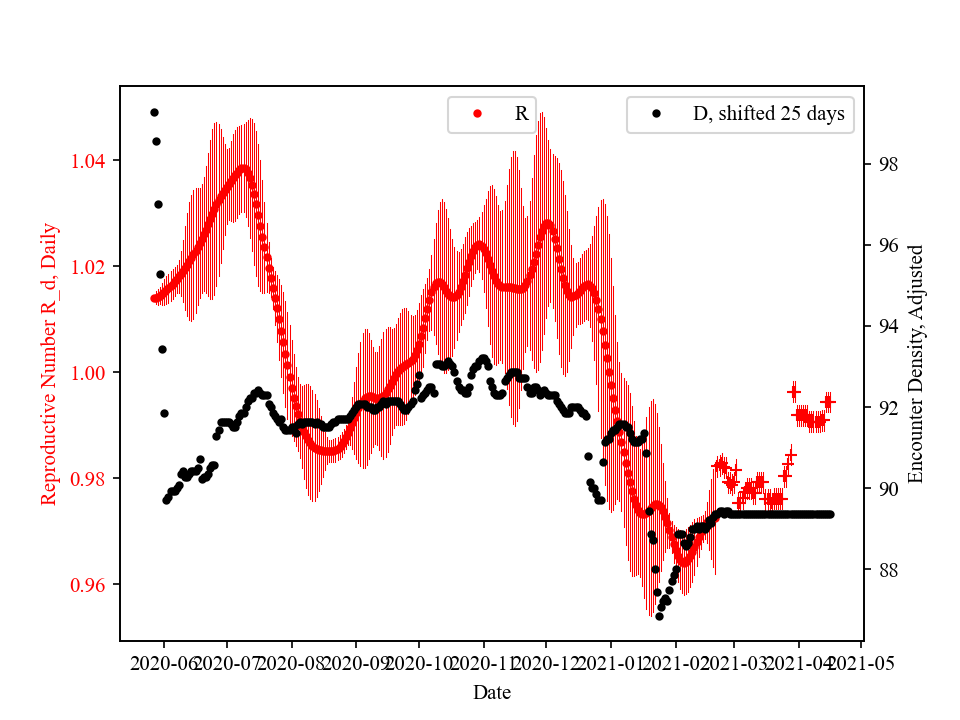 R
D, shifted 25 days
Reproductive Number R_d, Daily
1.04
1.02
1.00
0.98
0.96
98
96
94
92
90
88
Encounter Density, Adjusted
2020-06 2020-07 2020-08 2020-09 2020-10 2020-11 2020-12 2021-01 2021-02 2021-03 2021-04 2021-05
Date